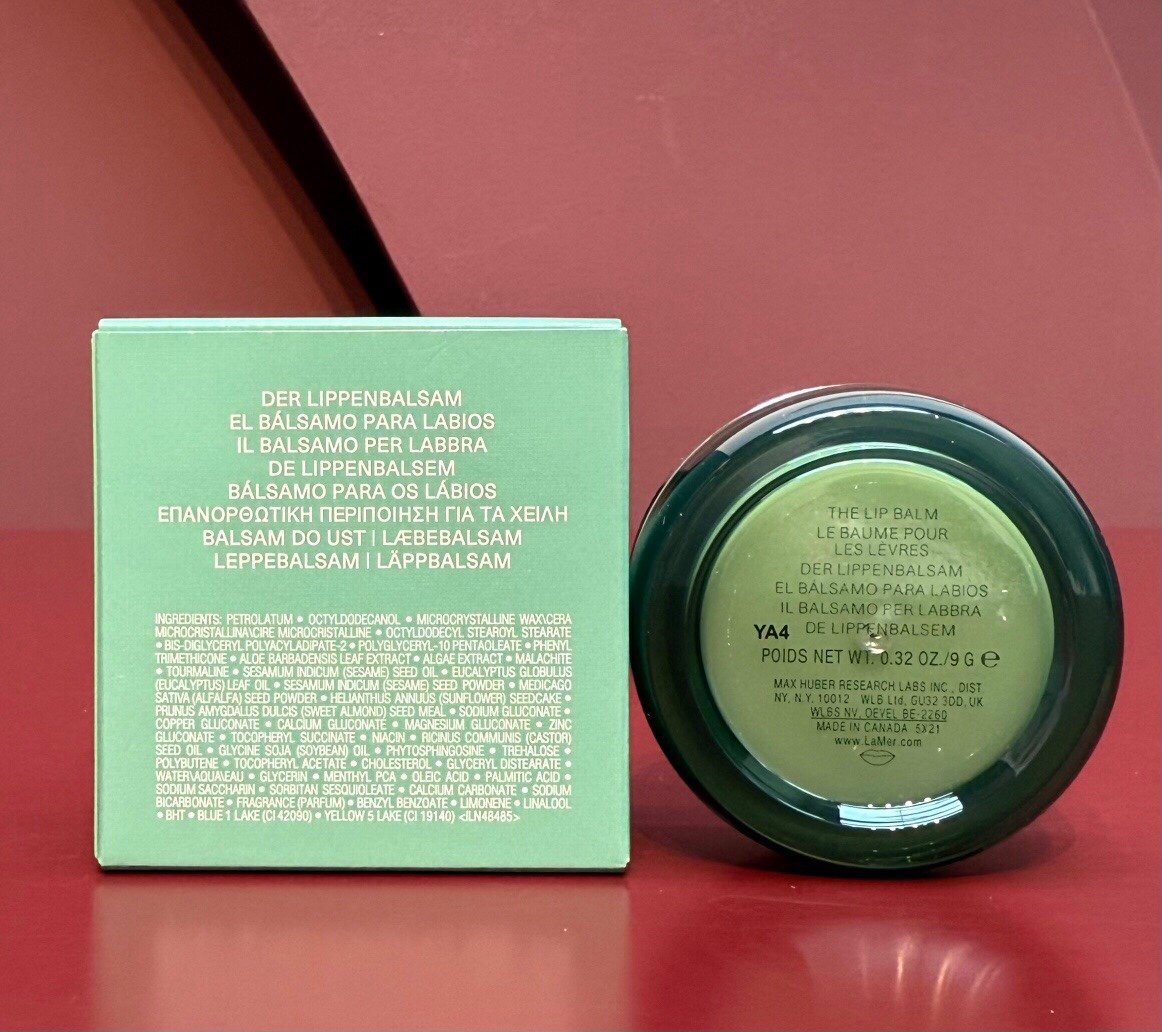 DER LIPPENBALSAM
EL BÁLSAMO PARA LABIOS
IL BALSAMO PER LABBRA
DE LIPPENBALSEM
BÁLSAMO PARA OS LÁBIOS
ΕΠΑΝΟΡΘΩΤΙΚΗ ΠΕΡΙΠΟΙΗΣΗ ΓΙΑ ΤΑ ΧΕΙΛΗ
BALSAM DO UST | LÆBEBALSAM
LEPPEBALSAM | LÄPPBALSAM
INGREDIENTS: PETROLATUM • OCTYLDODECANOL • MICROCRYSTALLINE WAX\CERA
MICROCRISTALLINA\CIRE MICROCRISTALLINE • OCTYLDODECYL STEAROYL STEARATE
• BIS-DIGLYCERYL POLYACYLADIPATE-2 • POLYGLYCERYL-10 PENTAOLEATE • PHENYL
TRIMETHICONE • ALOE BARBADENSIS LEAF EXTRACT • ALGAE EXTRACT • MALACHITE
• TOURMALINE • SESAMUM INDICUM (SESAME) SEED OIL • EUCALYPTUS GLOBULUS
(EUCALYPTUS) LEAF OIL • SESAMUM INDICUM (SESAME) SEED POWDER • MEDICAGO
SATIVA (ALFALFA) SEED POWDER • HELIANTHUS ANNUUS (SUNFLOWER) SEEDCAKE •
PRUNUS AMYGDALUS DULCIS (SWEET ALMOND) SEED MEAL • SODIUM GLUCONATE •
COPPER GLUCONATE • CALCIUM GLUCONATE • MAGNESIUM GLUCONATE • ZINC
GLUCONATE • TOCOPHERYL SUCCINATE • NIACIN • RICINUS COMMUNIS (CASTOR)
SEED OIL • GLYCINE SOJA (SOYBEAN) OIL • PHYTOSPHINGOSINE • TREHALOSE •
POLYBUTENE • TOCOPHERYL ACETATE • CHOLESTEROL • GLYCERYL DISTEARATE •
WATER\AQUA\EAU • GLYCERIN • MENTHYL PCA • OLEIC ACID • PALMITIC ACID •
SODIUM SACCHARIN • SORBITAN SESQUIOLEATE • CALCIUM CARBONATE • SODIUM
BICARBONATE • FRAGRANCE (PARFUM) • BENZYL BENZOATE • LIMONENE • LINALOOL
• BHT • BLUE 1 LAKE (CI 42090) • YELLOW 5 LAKE (CI 19140) <ILN48485>
THE LIP BALM
LE BAUME POUR
LES LÈVRES
DER LIPPENBALSAM
EL BÁLSAMO PARA LABIOS
IL BALSAMO PER LABBRA
YA4 DE LIPPENBALSEM
POIDS NET WT. 0.32 OZ./9 G ℮
MAX HUBER RESEARCH LABS INC., DIST.
NY, N.Y. 10012 WL6 Ltd, GU32 3DD, UK
WL6S NV, OEVEL BE-2260
MADE IN CANADA 5X21
www.LaMer.com